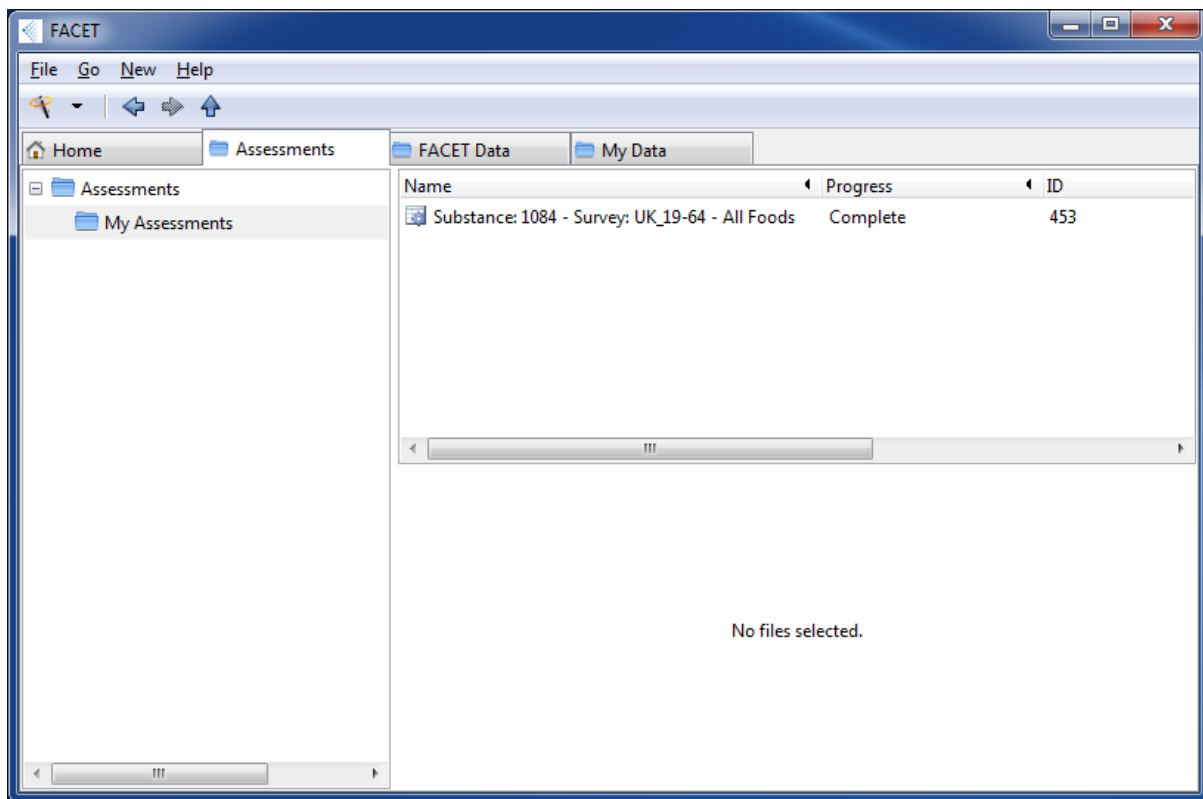 FACET
File Go New Help
Home Assessments FACET Data My Data
Assessments
My Assessments
Name Progress ID
Substance: 1084 - Survey: UK_19-64 - All Foods Complete 453
No files selected.